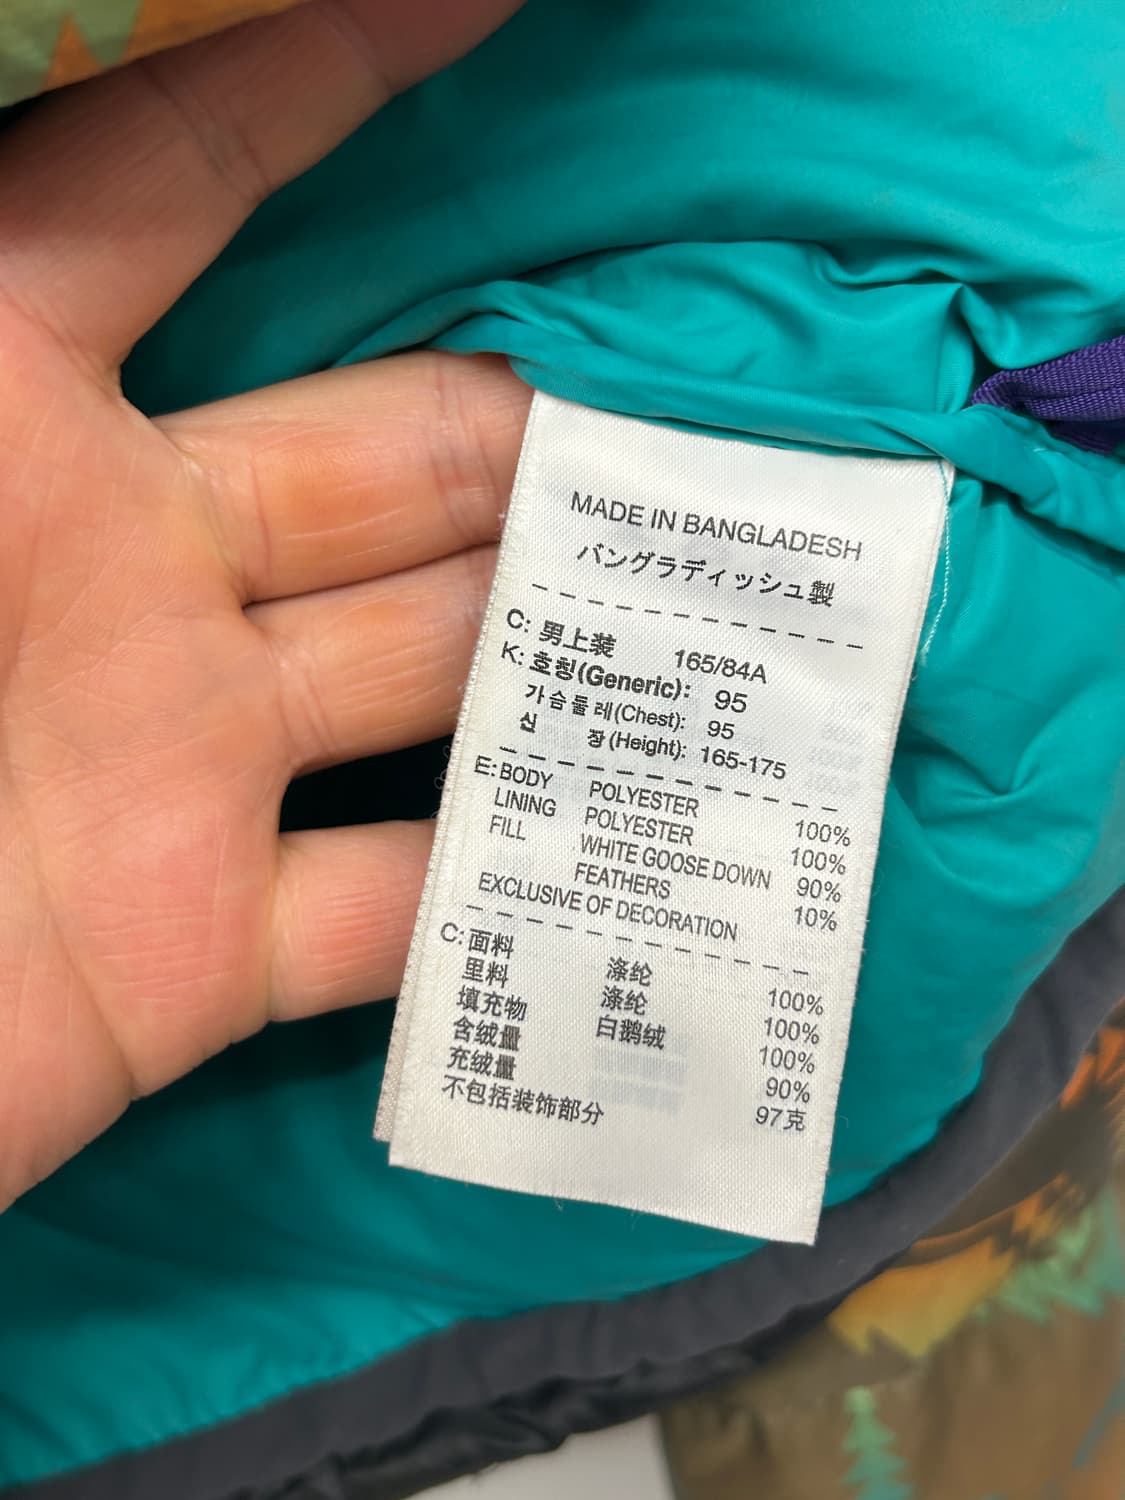 MADE IN BANGLADESH
バングラディッシュ製
C: 男上装 165/84A
K: 호칭(Generic): 95
가슴둘레(Chest): 95
신 장(Height): 165-175
E: BODY POLYESTER 100%
LINING POLYESTER 100%
FILL WHITE GOOSE DOWN 90%
FEATHERS 10%
EXCLUSIVE OF DECORATION
C: 面料 涤纶 100%
里料 涤纶 100%
填充物 白鹅绒 100%
含绒量 90%
充绒量 97克
不包括装饰部分